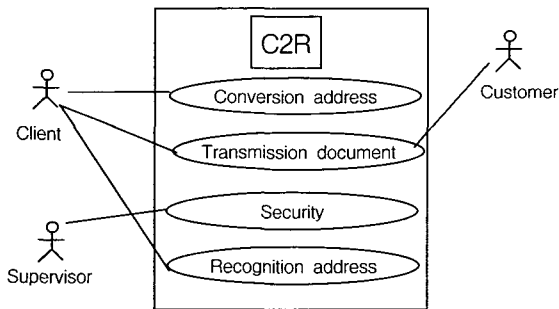 C2R
Client
Conversion address
Customer
Transmission document
Security
Supervisor
Recognition address